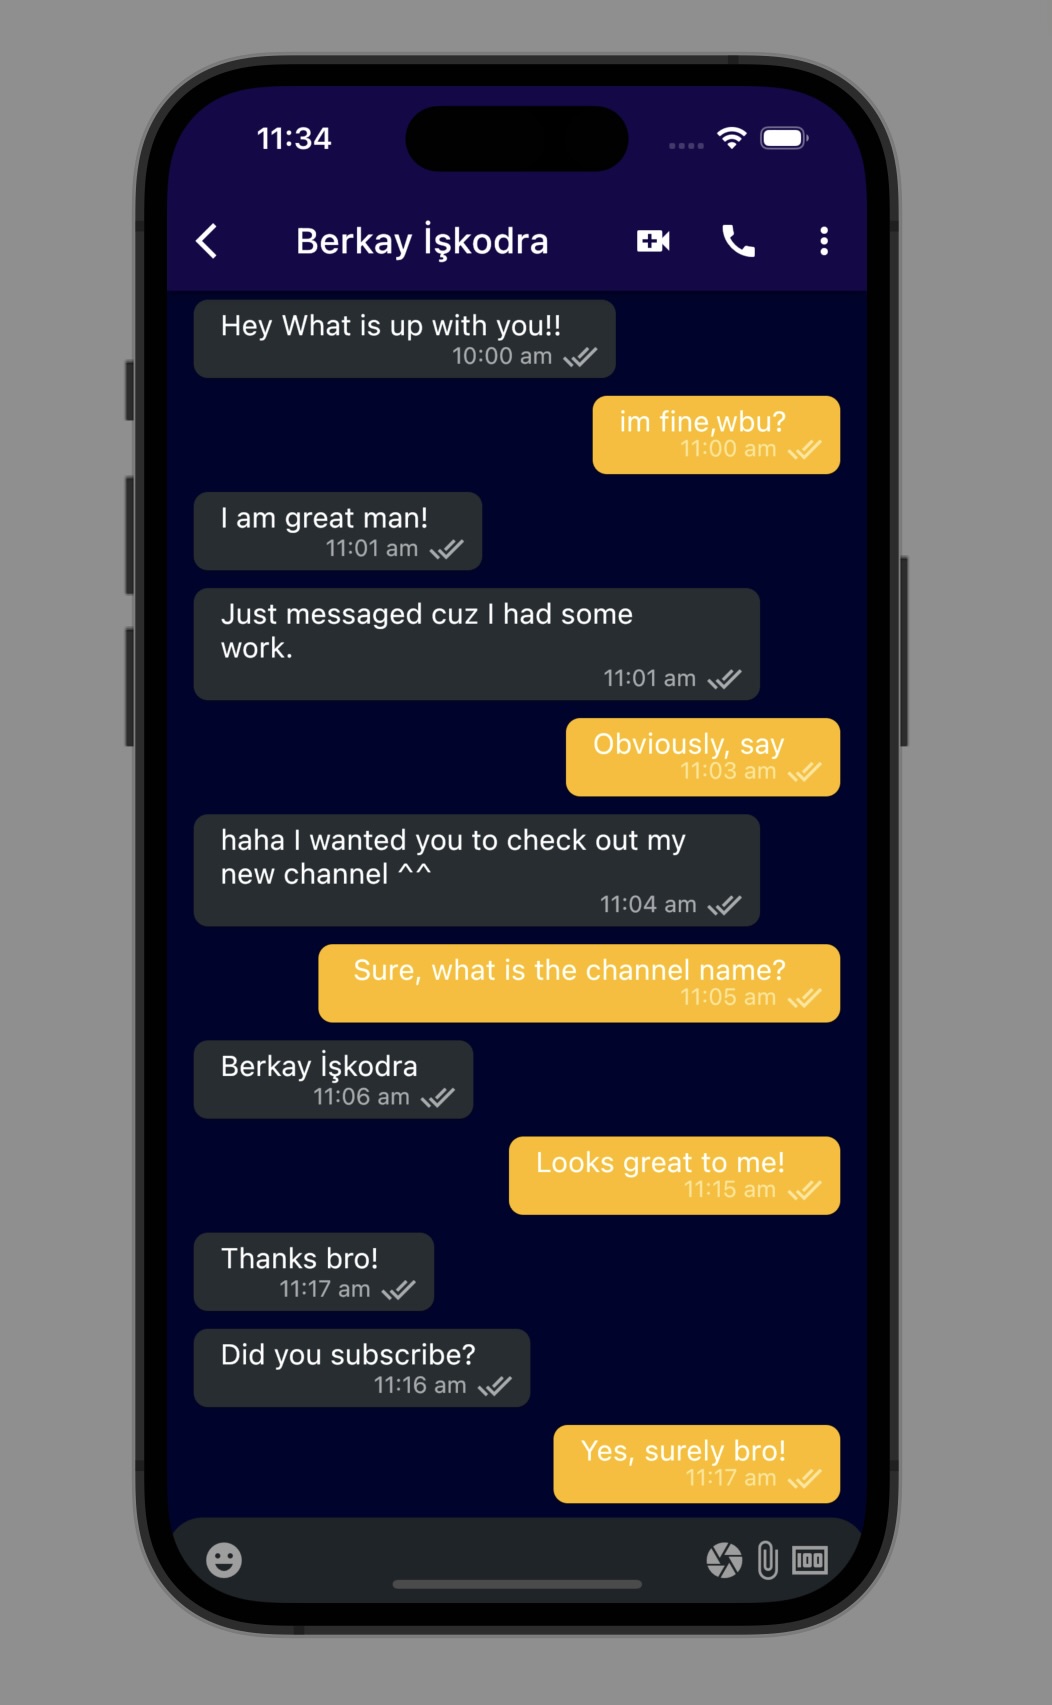 11:34
Berkay İşkodra
Hey What is up with you!!
10:00 am
im fine,wbu?
11:00 am
I am great man!
11:01 am
Just messaged cuz I had some
work.
11:01 am
Obviously, say
11:03 am
haha I wanted you to check out my
new channel ^^
11:04 am
Sure, what is the channel name?
11:05 am
Berkay İşkodra
11:06 am
Looks great to me!
11:15 am
Thanks bro!
11:17 am
Did you subscribe?
11:16 am
Yes, surely bro!
11:17 am
100